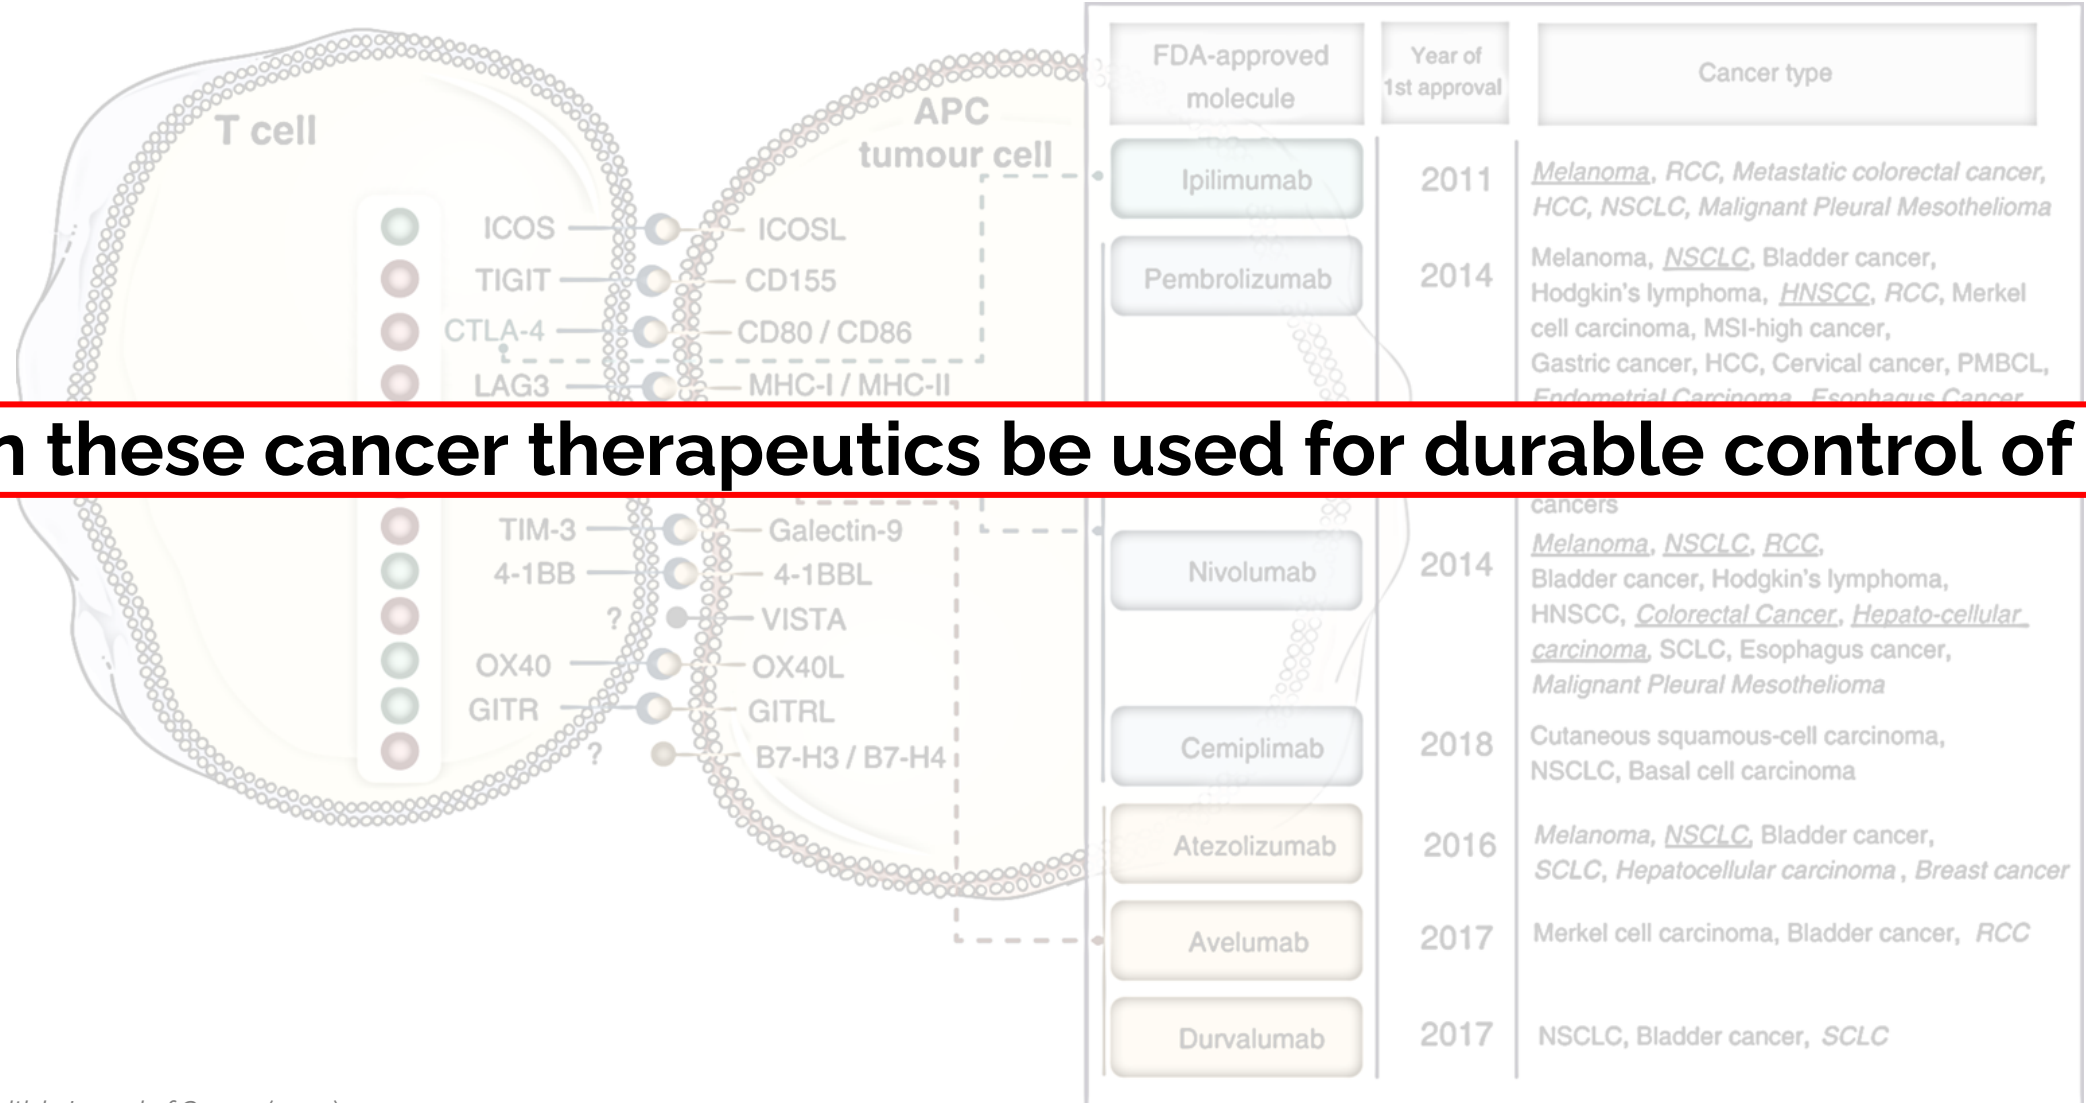 T cell
APC
tumour cell
ICOS
ICOSL
TIGIT
CD155
CTLA-4
CD80 / CD86
LAG3
MHC-I / MHC-II
TIM-3
Galectin-9
4-1BB
4-1BBL
?
VISTA
OX40
OX40L
GITR
GITRL
?
B7-H3 / B7-H4
FDA-approved
molecule
Year of
1st approval
Cancer type
Ipilimumab
2011
Melanoma, RCC, Metastatic colorectal cancer,
HCC, NSCLC, Malignant Pleural Mesothelioma
Pembrolizumab
2014
Melanoma, NSCLC, Bladder cancer,
Hodgkin's lymphoma, HNSCC, RCC, Merkel
cell carcinoma, MSI-high cancer,
Gastric cancer, HCC, Cervical cancer, PMBCL,
Endometrial Carcinoma, Esophagus Cancer
these cancer therapeutics be used for durable control of
cancers
Nivolumab
2014
Melanoma, NSCLC, RCC,
Bladder cancer, Hodgkin's lymphoma,
HNSCC, Colorectal Cancer, Hepato-cellular
carcinoma, SCLC, Esophagus cancer,
Malignant Pleural Mesothelioma
Cemiplimab
2018
Cutaneous squamous-cell carcinoma,
NSCLC, Basal cell carcinoma
Atezolizumab
2016
Melanoma, NSCLC, Bladder cancer,
SCLC, Hepatocellular carcinoma, Breast cancer
Avelumab
2017
Merkel cell carcinoma, Bladder cancer, RCC
Durvalumab
2017
NSCLC, Bladder cancer, SCLC